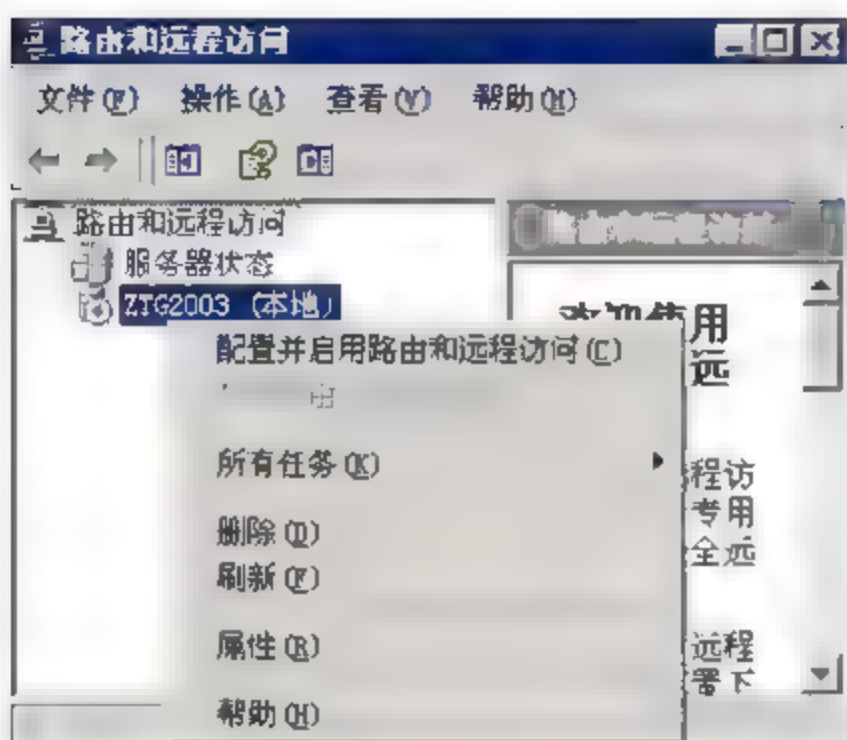 路由和远程访问
文件(F) 操作(A) 查看(V) 帮助(H)
路由和远程访问
服务器状态
ZTG2003 (本地)
使用
配置并启用路由和远程访问(C)
远
所有任务(K)
程访
专用
删除(D)
全远
刷新(F)
属性(R)
远程
署下
帮助(H)